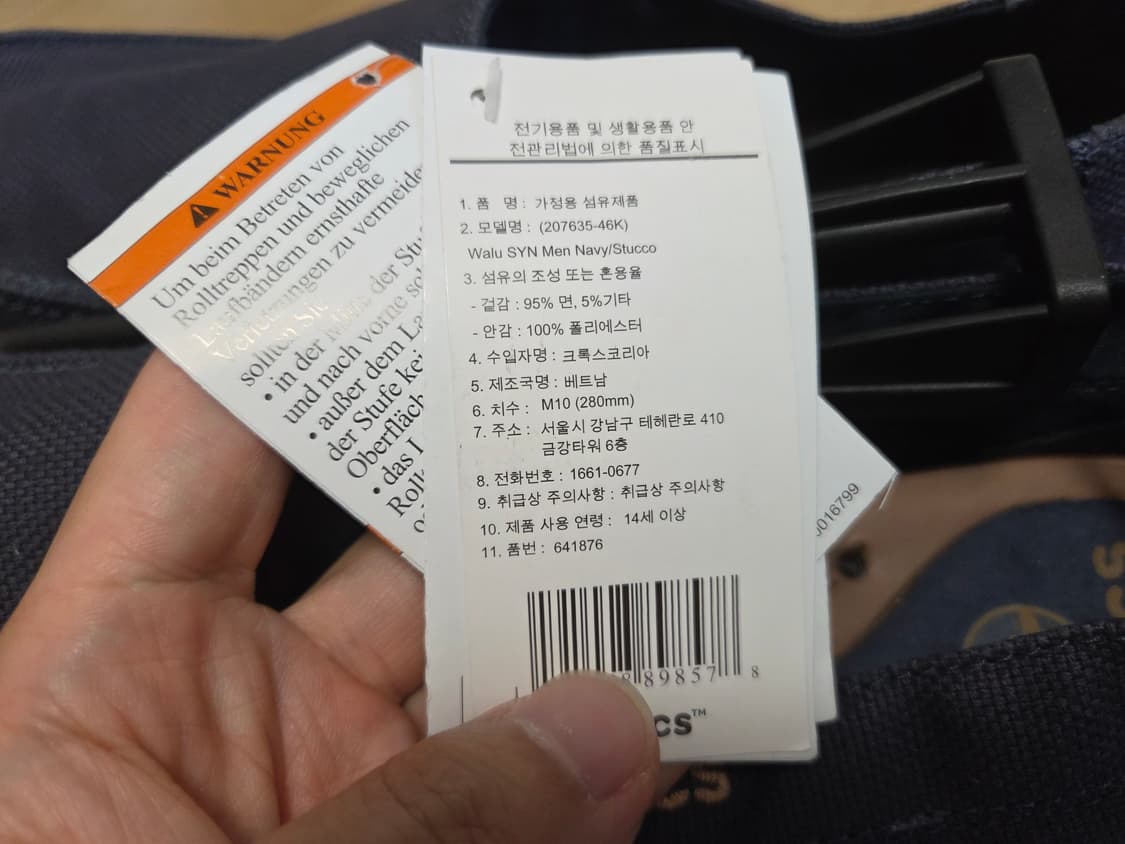 WARNUNG
Um beim Betreten von
Rolltreppen und beweglichen
Laufbändern ernsthafte
Verletzungen zu
sollten Sie
• in der Mitte der
und nach vorne
• außer dem
der Stufe
• das
전기용품 및 생활용품 안
전관리법에 의한 품질표시
1. 품 명 : 가정용 섬유제품
2. 모델명 : (207635-46K)
Walu SYN Men Navy/Stucco
3. 섬유의 조성 또는 혼용율
- 겉감 : 95% 면, 5%기타
- 안감 : 100% 폴리에스터
4. 수입자명 : 크록스코리아
5. 제조국명 : 베트남
6. 치수 : M10 (280mm)
7. 주소 : 서울시 강남구 테헤란로 410
금강타워 6층
8. 전화번호 : 1661-0677
9. 취급상 주의사항 : 취급상 주의사항
10. 제품 사용 연령 : 14세 이상
11. 품번 : 641876
89857 8
cs™
0016799
cs